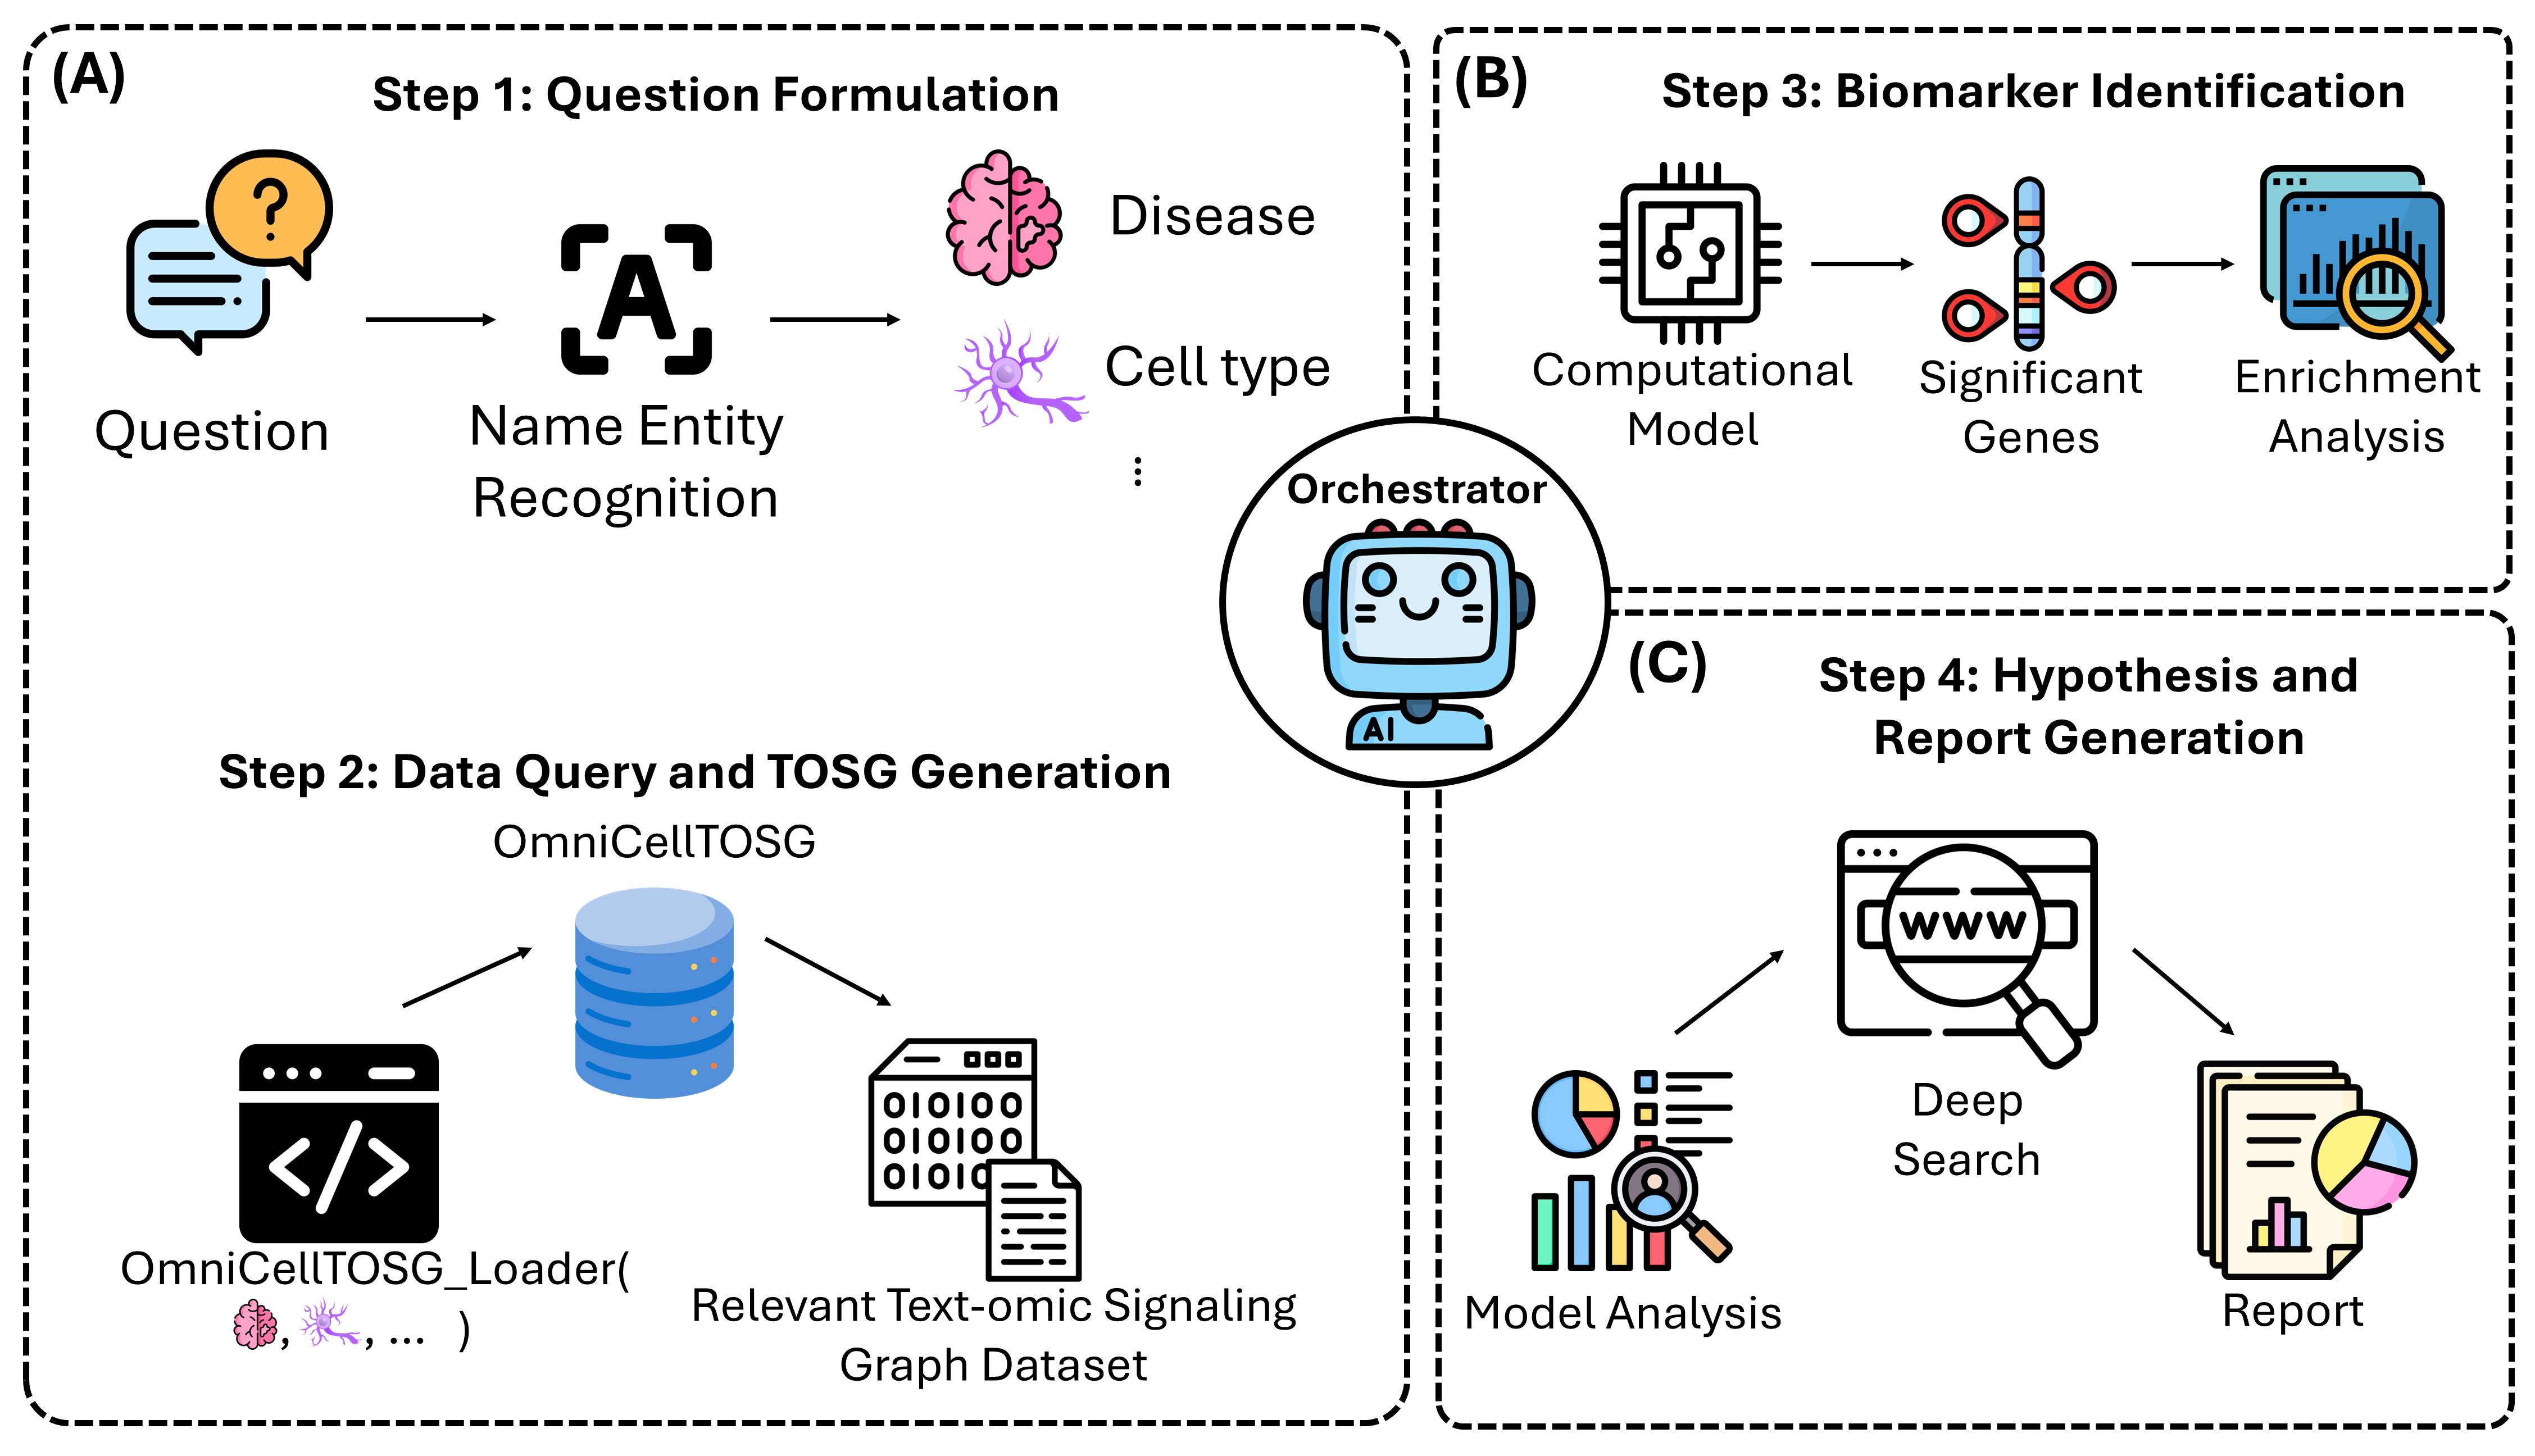 (A)
Step 1: Question Formulation
?
Question
A
Name Entity
Recognition
Disease
Cell type
⋮
Step 2: Data Query and TOSG Generation
OmniCellTOSG
</>
OmniCellTOSG_Loader(
, , ... )
010100
010100
010100
Relevant Text-omic Signaling
Graph Dataset
Orchestrator
AI
(B)
Step 3: Biomarker Identification
Computational
Model
Significant
Genes
Enrichment
Analysis
(C)
Step 4: Hypothesis and
Report Generation
Model Analysis
www
Deep
Search
Report